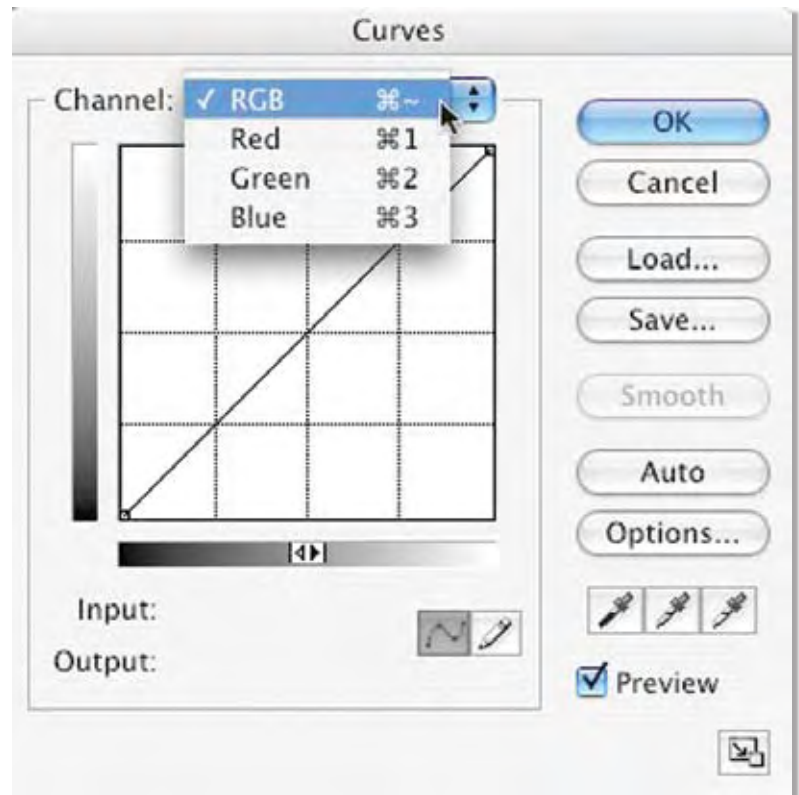 Curves
Channel:
✓ RGB ⌘~
Red ⌘1
Green ⌘2
Blue ⌘3
Input:
Output:
OK
Cancel
Load...
Save...
Smooth
Auto
Options...
Preview